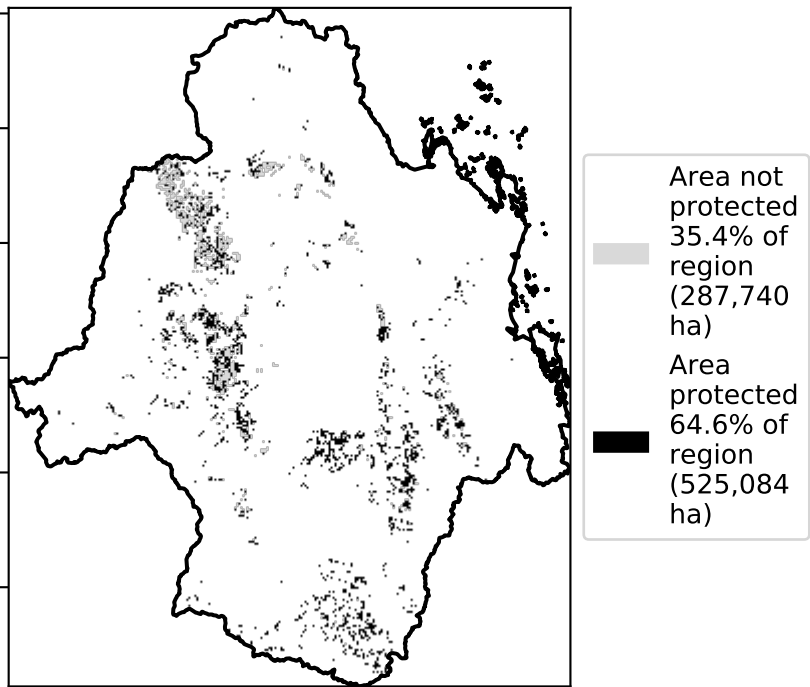 Area not
protected
35.4% of
region
(287,740
ha)
Area
protected
64.6% of
region
(525,084
ha)